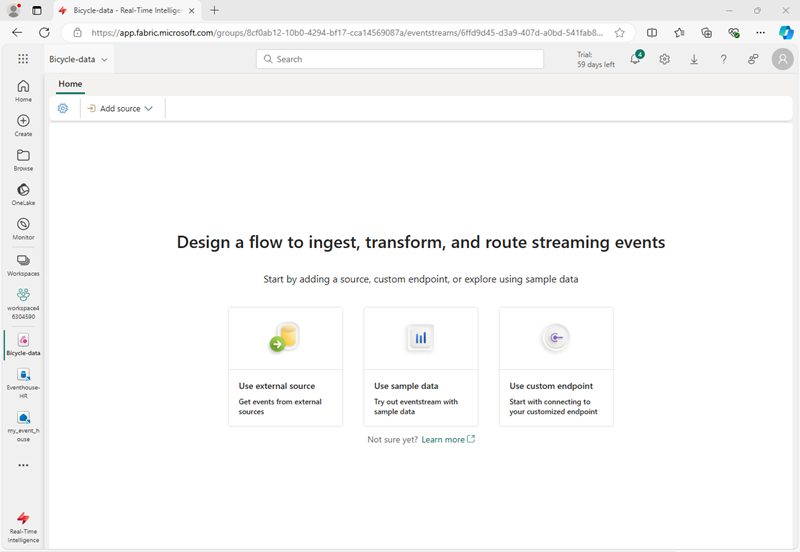 Bicycle-data - Real-Time Intelligence
https://app.fabric.microsoft.com/groups/8cf0ab12-10b0-4294-bf17-cca14569087a/eventstreams/6ffd9d45-d3a9-407d-a0bd-541fab8...
Bicycle-data
Search
Trial:
59 days left
4
Home
Add source
Home
Create
Browse
OneLake
Monitor
Workspaces
workspace4
6304590
Bicycle-data
Eventhouse-
HR
my_event_h
ouse
Real-Time
Intelligence
Design a flow to ingest, transform, and route streaming events
Start by adding a source, custom endpoint, or explore using sample data
Use external source
Get events from external
sources
Use sample data
Try out eventstream with
sample data
Use custom endpoint
Start with connecting to
your customized endpoint
Not sure yet? Learn more